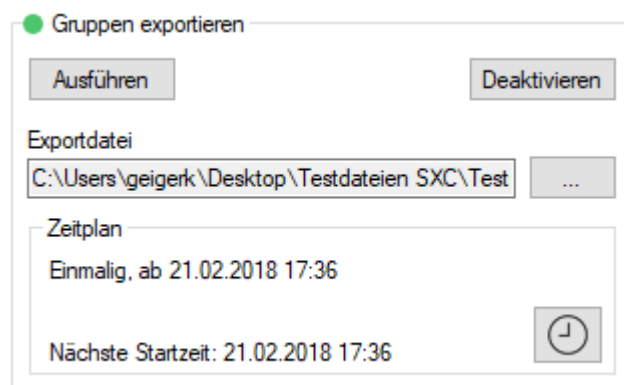 Gruppen exportieren
Ausführen
Deaktivieren
Exportdatei
C:\Users\geigerk\Desktop\Testdateien SXC\Test
...
Zeitplan
Einmalig, ab 21.02.2018 17:36
Nächste Startzeit: 21.02.2018 17:36